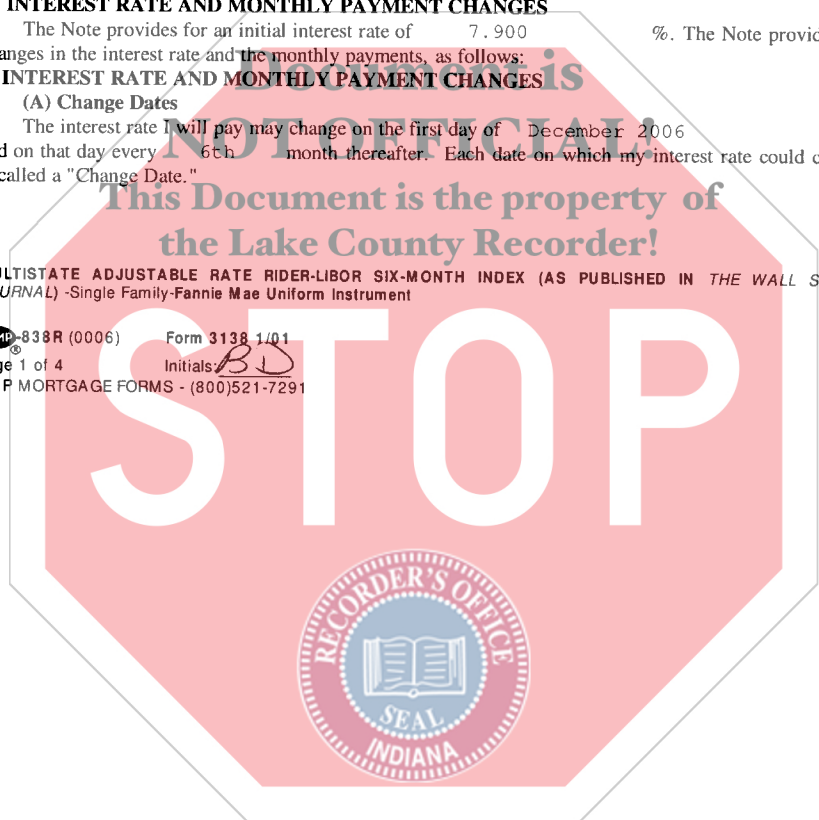 INTEREST RATE AND MONTHLY PAYMENT CHANGES
The Note provides for an initial interest rate of 7.900 %. The Note provid
anges in the interest rate and the monthly payments, as follows:
INTEREST RATE AND MONTHLY PAYMENT CHANGES
(A) Change Dates
The interest rate I will pay may change on the first day of December 2006
d on that day every 6th month thereafter. Each date on which my interest rate could c
called a "Change Date."
Document is
NOT OFFICIAL!
This Document is the property of
the Lake County Recorder!
LTISTATE ADJUSTABLE RATE RIDER-LIBOR SIX-MONTH INDEX (AS PUBLISHED IN THE WALL S
URNAL) -Single Family-Fannie Mae Uniform Instrument
MP-838R (0006) Form 3138 1/01
ge 1 of 4 Initials: BD
P MORTGAGE FORMS - (800)521-7291
STOP
RECORDER'S OFFICE
SEAL
INDIANA